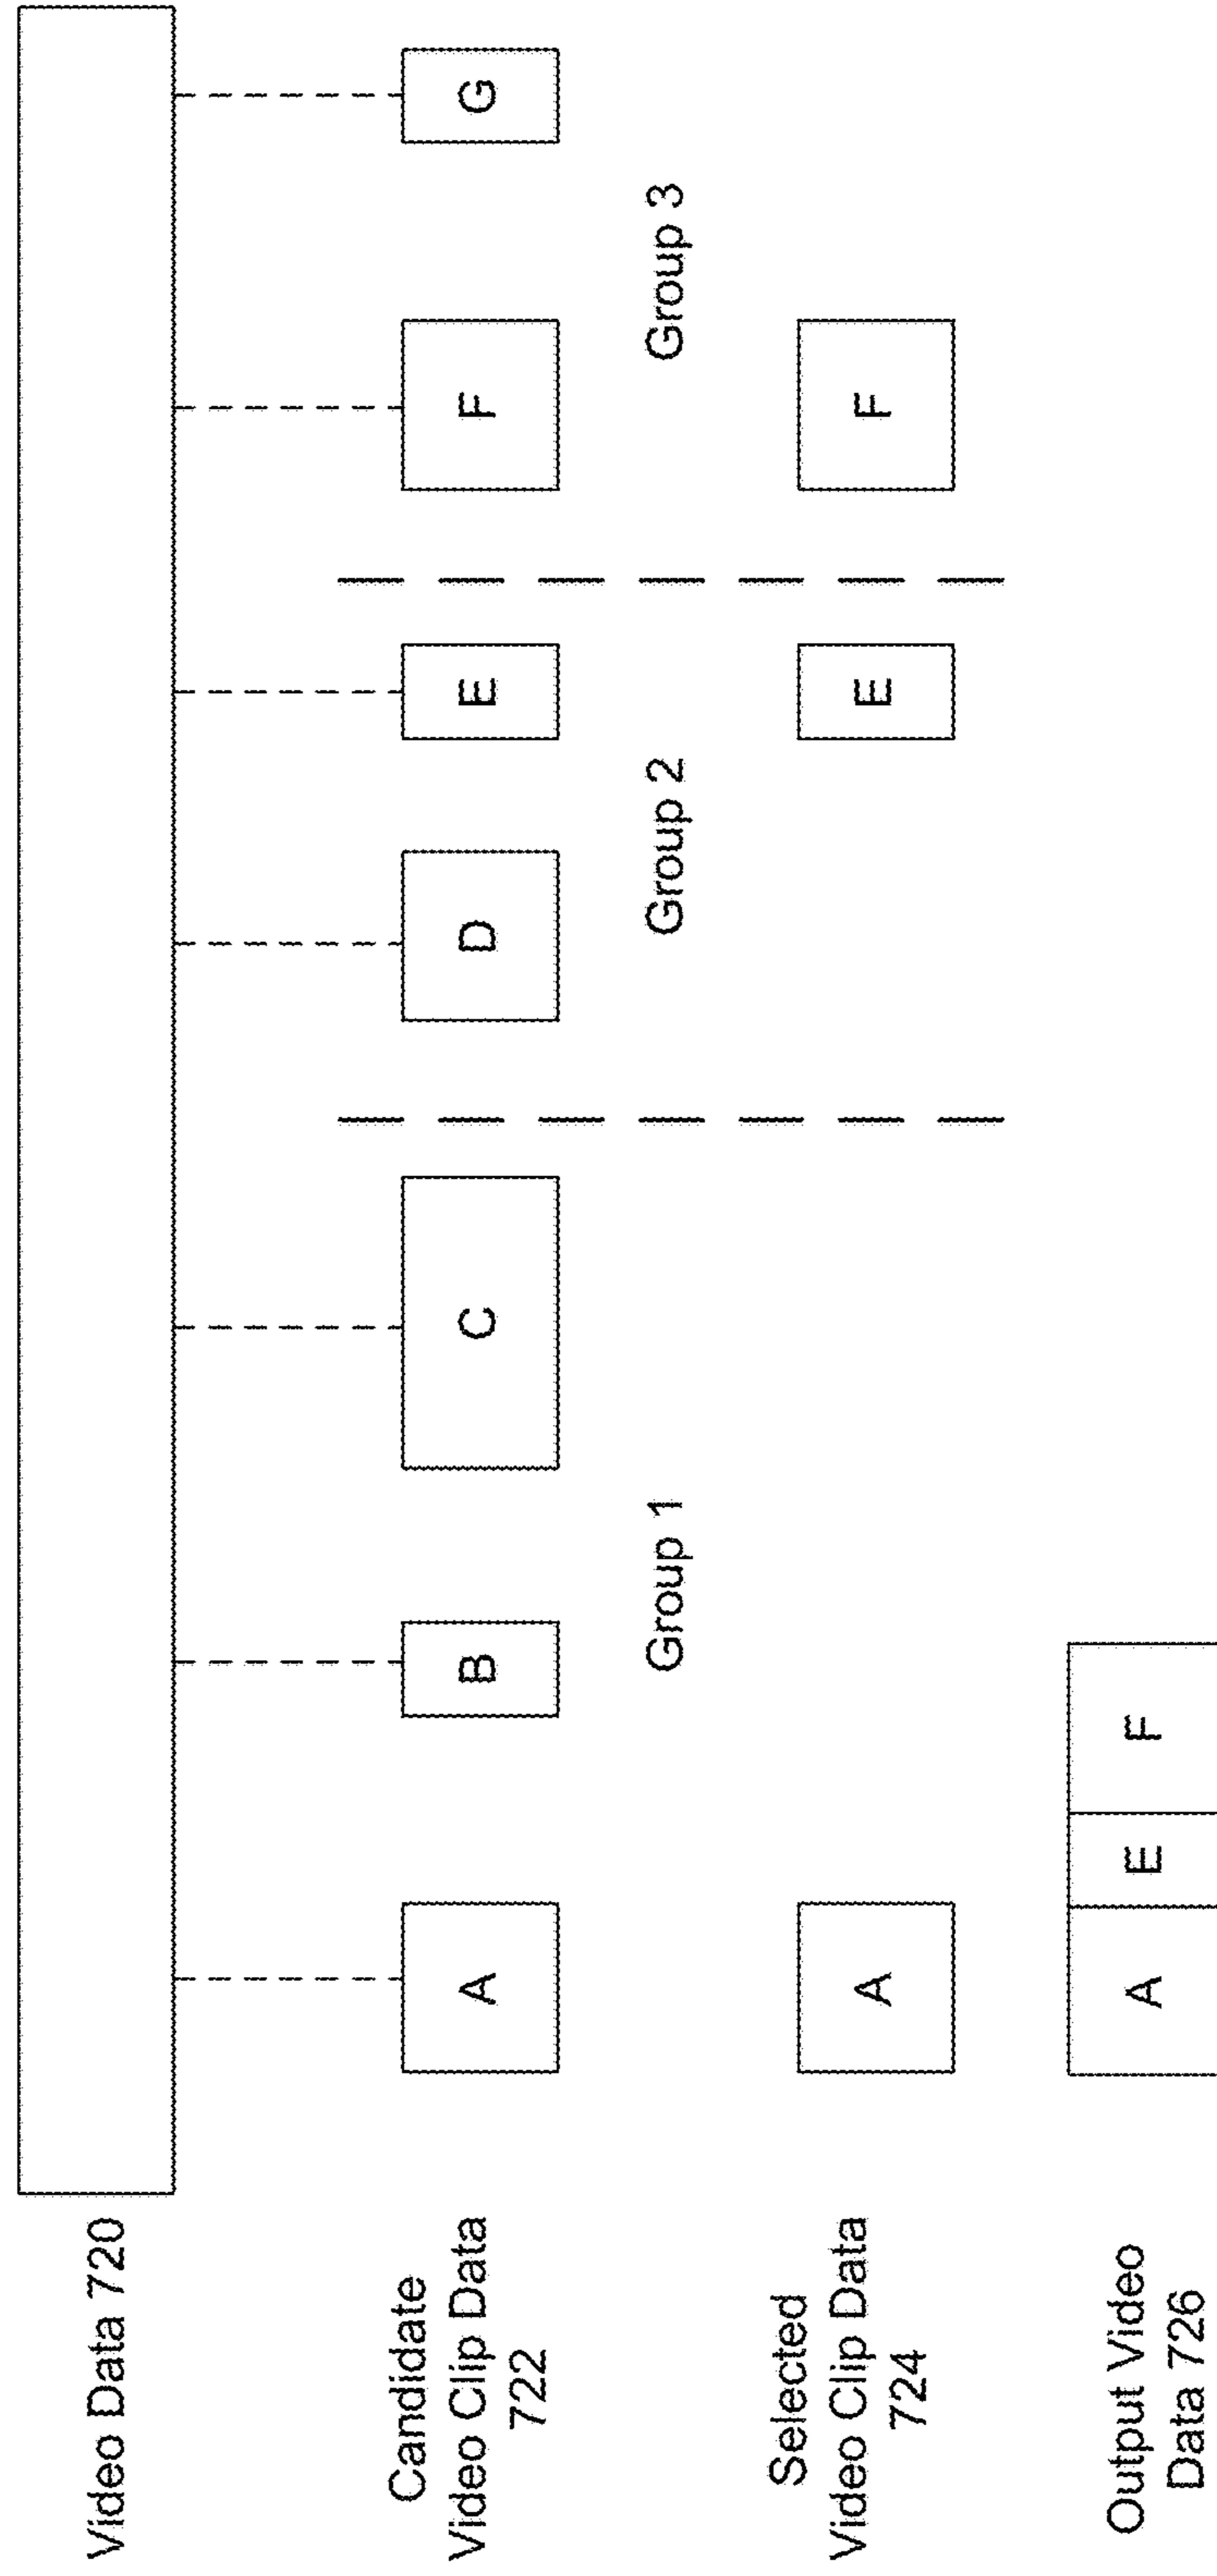 Video Data 720
Candidate
Video Clip Data
722
A
B
C
D
E
F
G
Group 1
Group 2
Group 3
Selected
Video Clip Data
724
A
E
F
Output Video
Data 726
A
E
F